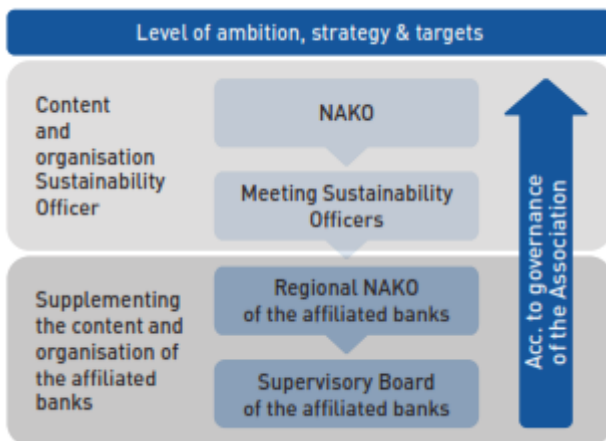 Level of ambition, strategy & targets
Content
and
organisation
Sustainability
Officer
NAKO
Meeting Sustainability
Officers
Supplementing
the content and
organisation of
the affiliated
banks
Regional NAKO
of the affiliated banks
Supervisory Board
of the affiliated banks
Acc. to governance
of the Association